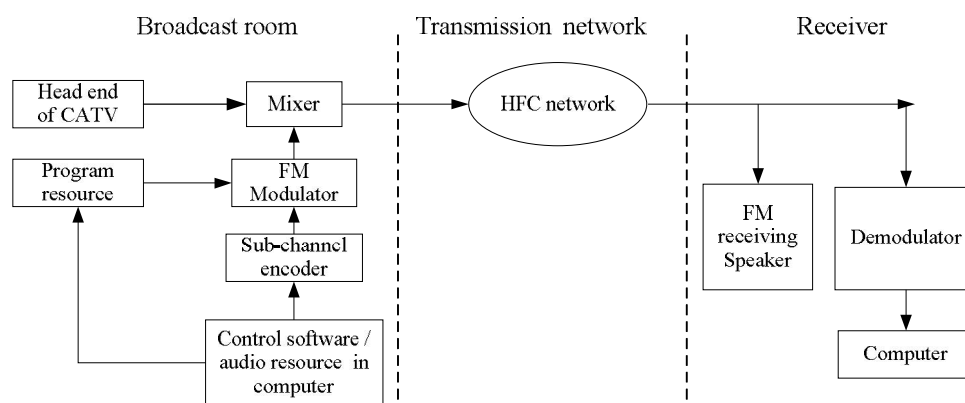 Broadcast room
Transmission network
Receiver
Head end
of CATV
Mixer
HFC network
Program
resource
FM
Modulator
FM
receiving
Speaker
Demodulator
Sub-channel
encoder
Control software /
audio resource in
computer
Computer